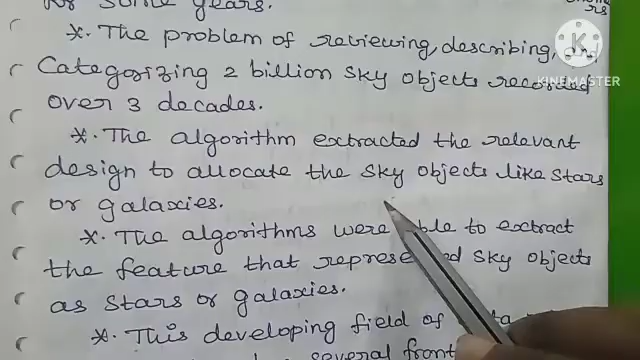 for some years.
*. The problem of reviewing, describing, and
Categorizing 2 billion sky objects recorded
over 3 decades.
*. The algorithm extracted the relevant
design to allocate the sky objects like stars
or galaxies.
*. The algorithms were able to extract
the feature that represented sky objects
as stars or galaxies.
*. This developing field of
several
KINEMASTER